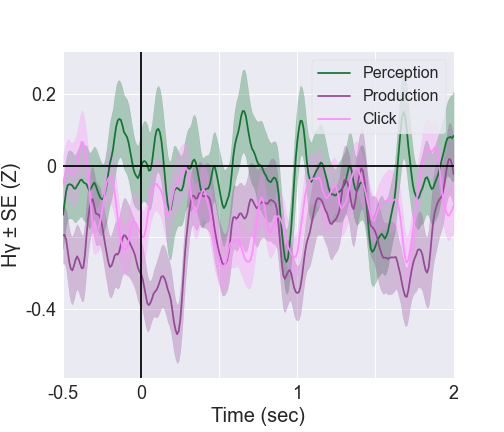 Perception
Production
Click
0.2
0
-0.4
Hγ ± SE (Z)
-0.5
0
1
2
Time (sec)